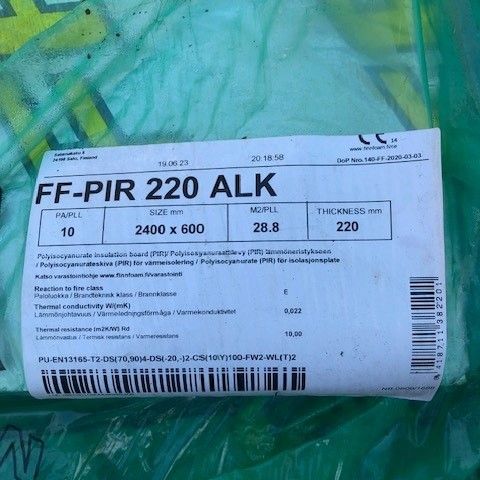 Satamakatu 5
24100 Salo, Finland
19.06.23
20:18:58
CE 14
www.finnfoam.fi/ce
DoP Nro.140-FF-2020-03-03
FF-PIR 220 ALK
PA/PLL SIZE mm M2/PLL THICKNESS mm
10 2400 x 600 28.8 220
Polyisocyanurate insulation board (PIR)/ Polyisosyanuraattilevy (PIR) lämmöneristykseen
/ Polyisocyanurateskiva (PIR) för värmeisolering / Polyisocyanurate (PIR) for isolasjonsplate
Katso varastointiohje www.finnfoam.fi/varastointi
Reaction to fire class
Paloluokka / Brandteknisk klass / Brannklasse E
Thermal conductivity W/(mK)
Lämmönjohtavuus / Värmeledningsförmåga / Varmekonduktivitet 0,022
Thermal resistance (m2K/W) Rd
Lämmönvastus / Termisk resistans / Varmeresistans 10,00
PU-EN13165-T2-DS(70,90)4-DS(-20,-)2-CS(10\Y)100-FW2-WL(T)2
6418711382201